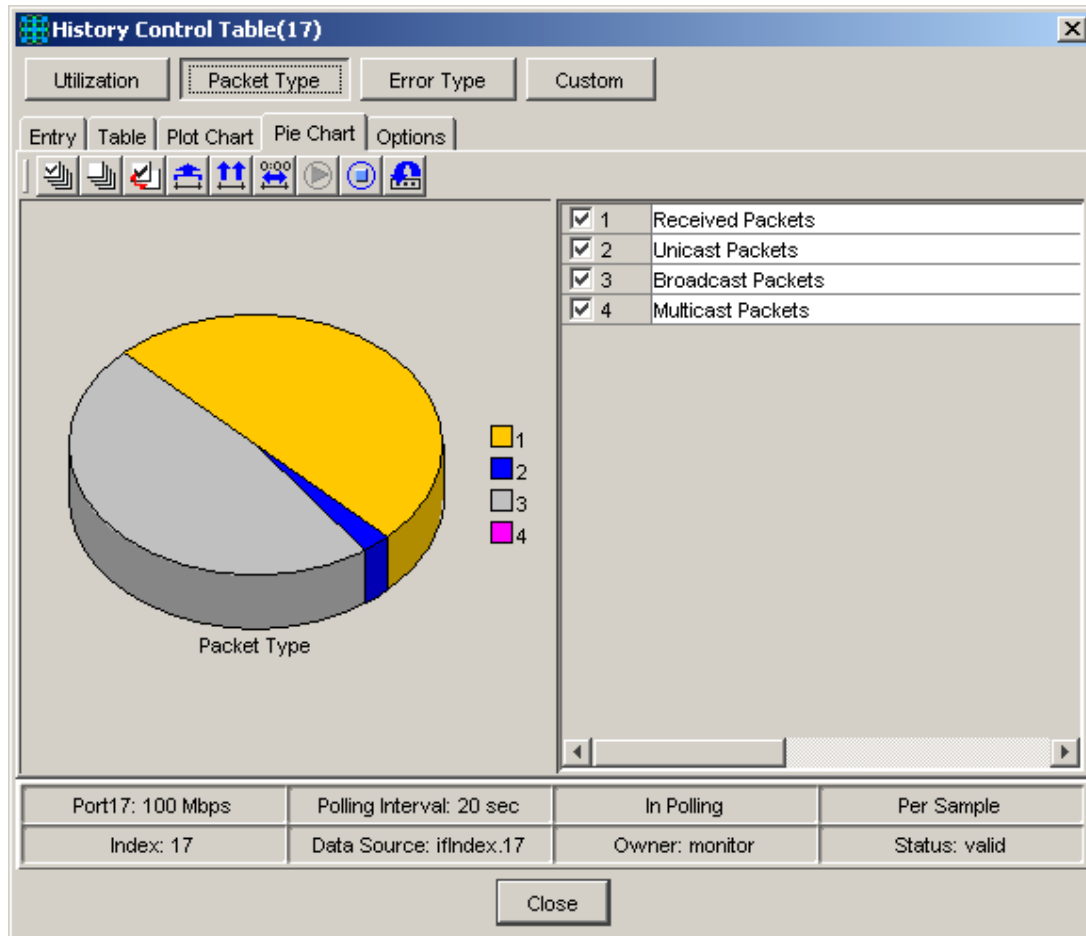 History Control Table(17)
Utilization Packet Type Error Type Custom
Entry Table Plot Chart Pie Chart Options
0:00
1 Received Packets
2 Unicast Packets
3 Broadcast Packets
4 Multicast Packets
1
2
3
4
Packet Type
Port17: 100 Mbps Polling Interval: 20 sec In Polling Per Sample
Index: 17 Data Source: ifIndex.17 Owner: monitor Status: valid
Close